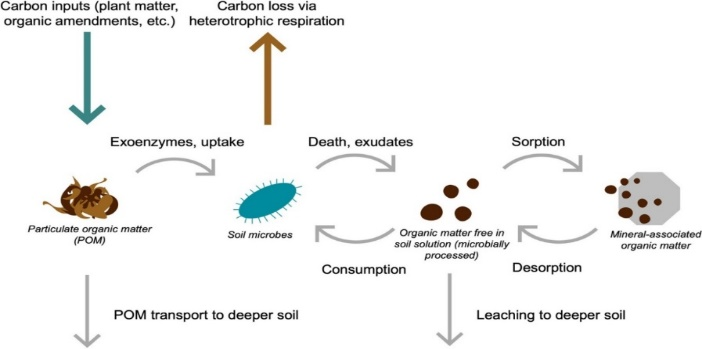 Carbon inputs (plant matter,
organic amendments, etc.)
Carbon loss via
heterotrophic respiration
Exoenzymes, uptake
Death, exudates
Sorption
Particulate organic matter
(POM)
Soil microbes
Organic matter free in
soil solution (microbially
processed)
Mineral-associated
organic matter
Consumption
Desorption
POM transport to deeper soil
Leaching to deeper soil